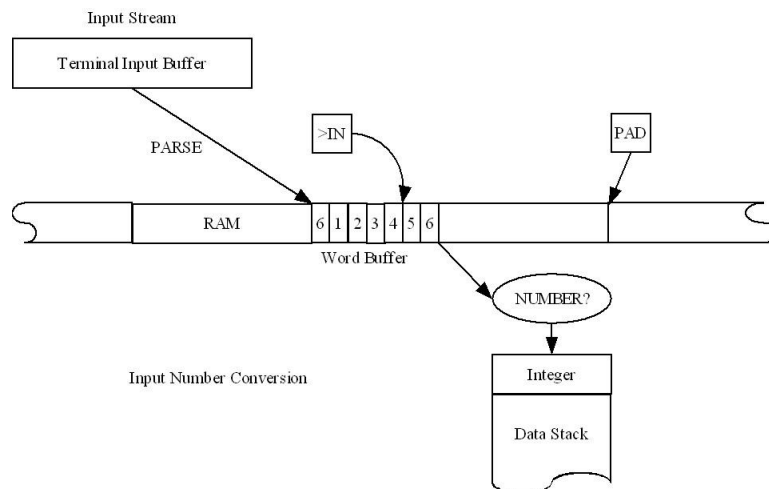 Input Stream
Terminal Input Buffer
PARSE
>IN
PAD
RAM
6 1 2 3 4 5 6
Word Buffer
NUMBER?
Input Number Conversion
Integer
Data Stack